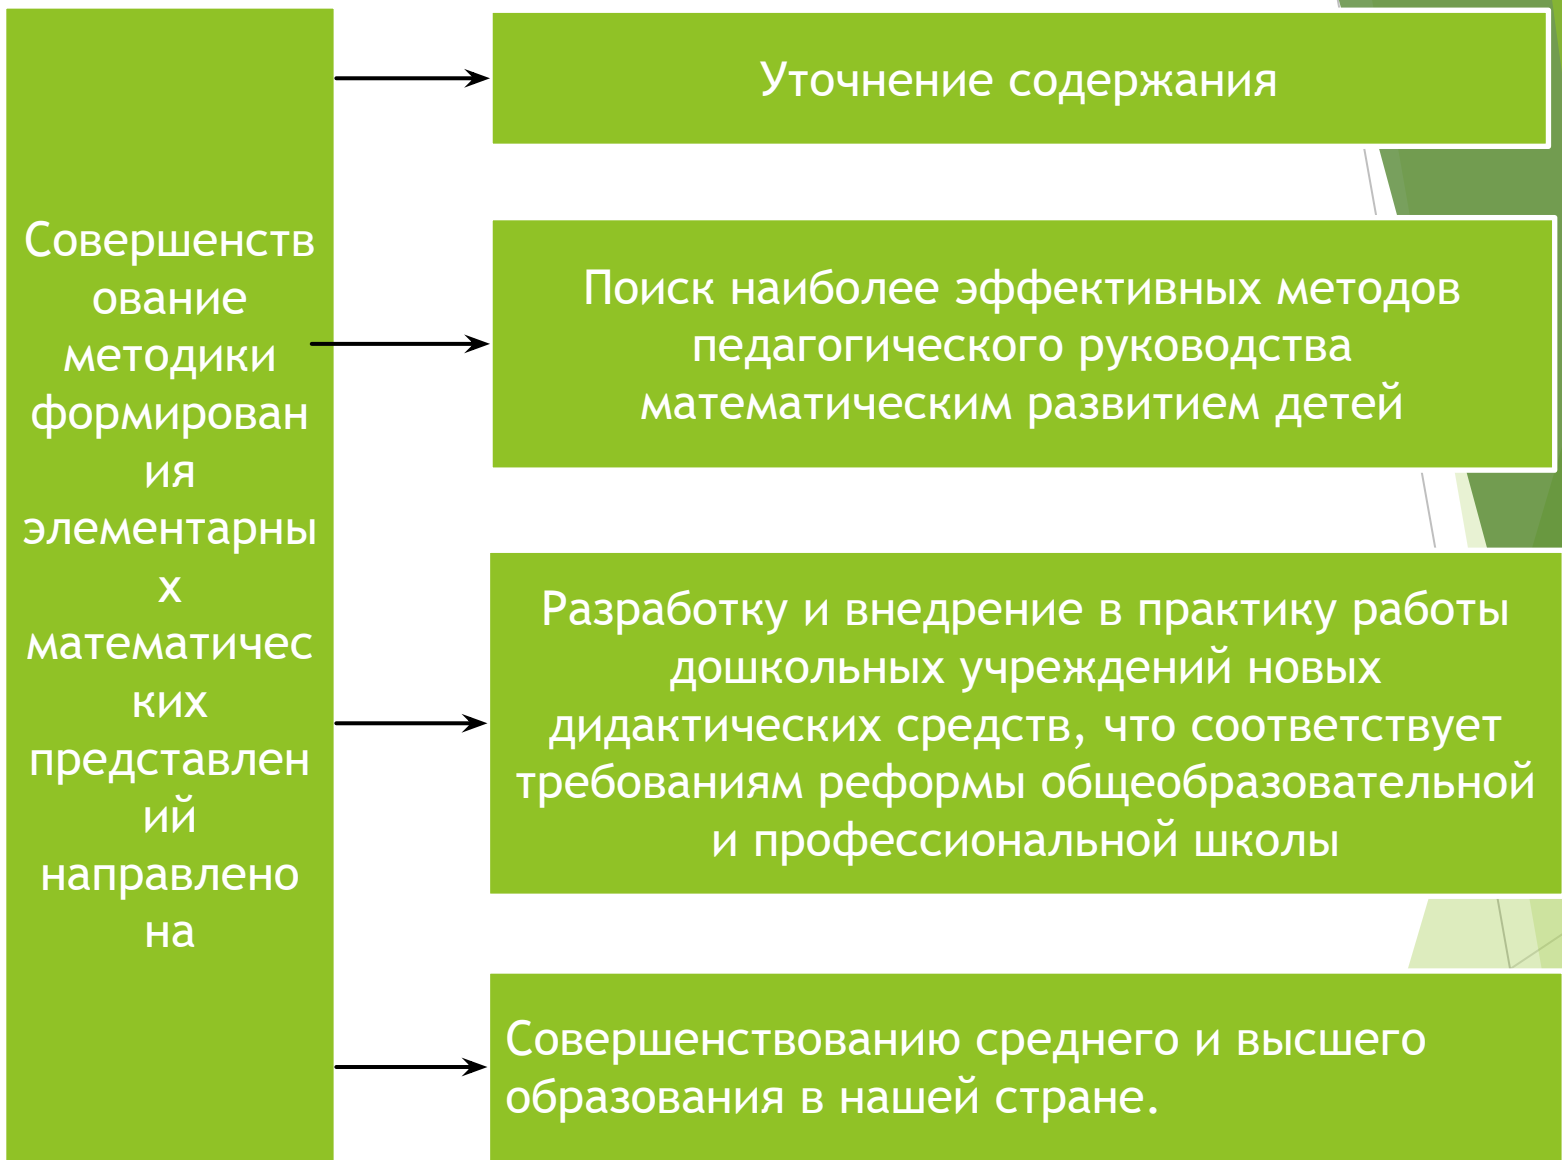 Совершенств
ование
методики
формирован
ия
элементарны
х
математичес
ких
представлен
ий
направлено
на
Уточнение содержания
Поиск наиболее эффективных методов
педагогического руководства
математическим развитием детей
Разработку и внедрение в практику работы
дошкольных учреждений новых
дидактических средств, что соответствует
требованиям реформы общеобразовательной
и профессиональной школы
Совершенствованию среднего и высшего
образования в нашей стране.